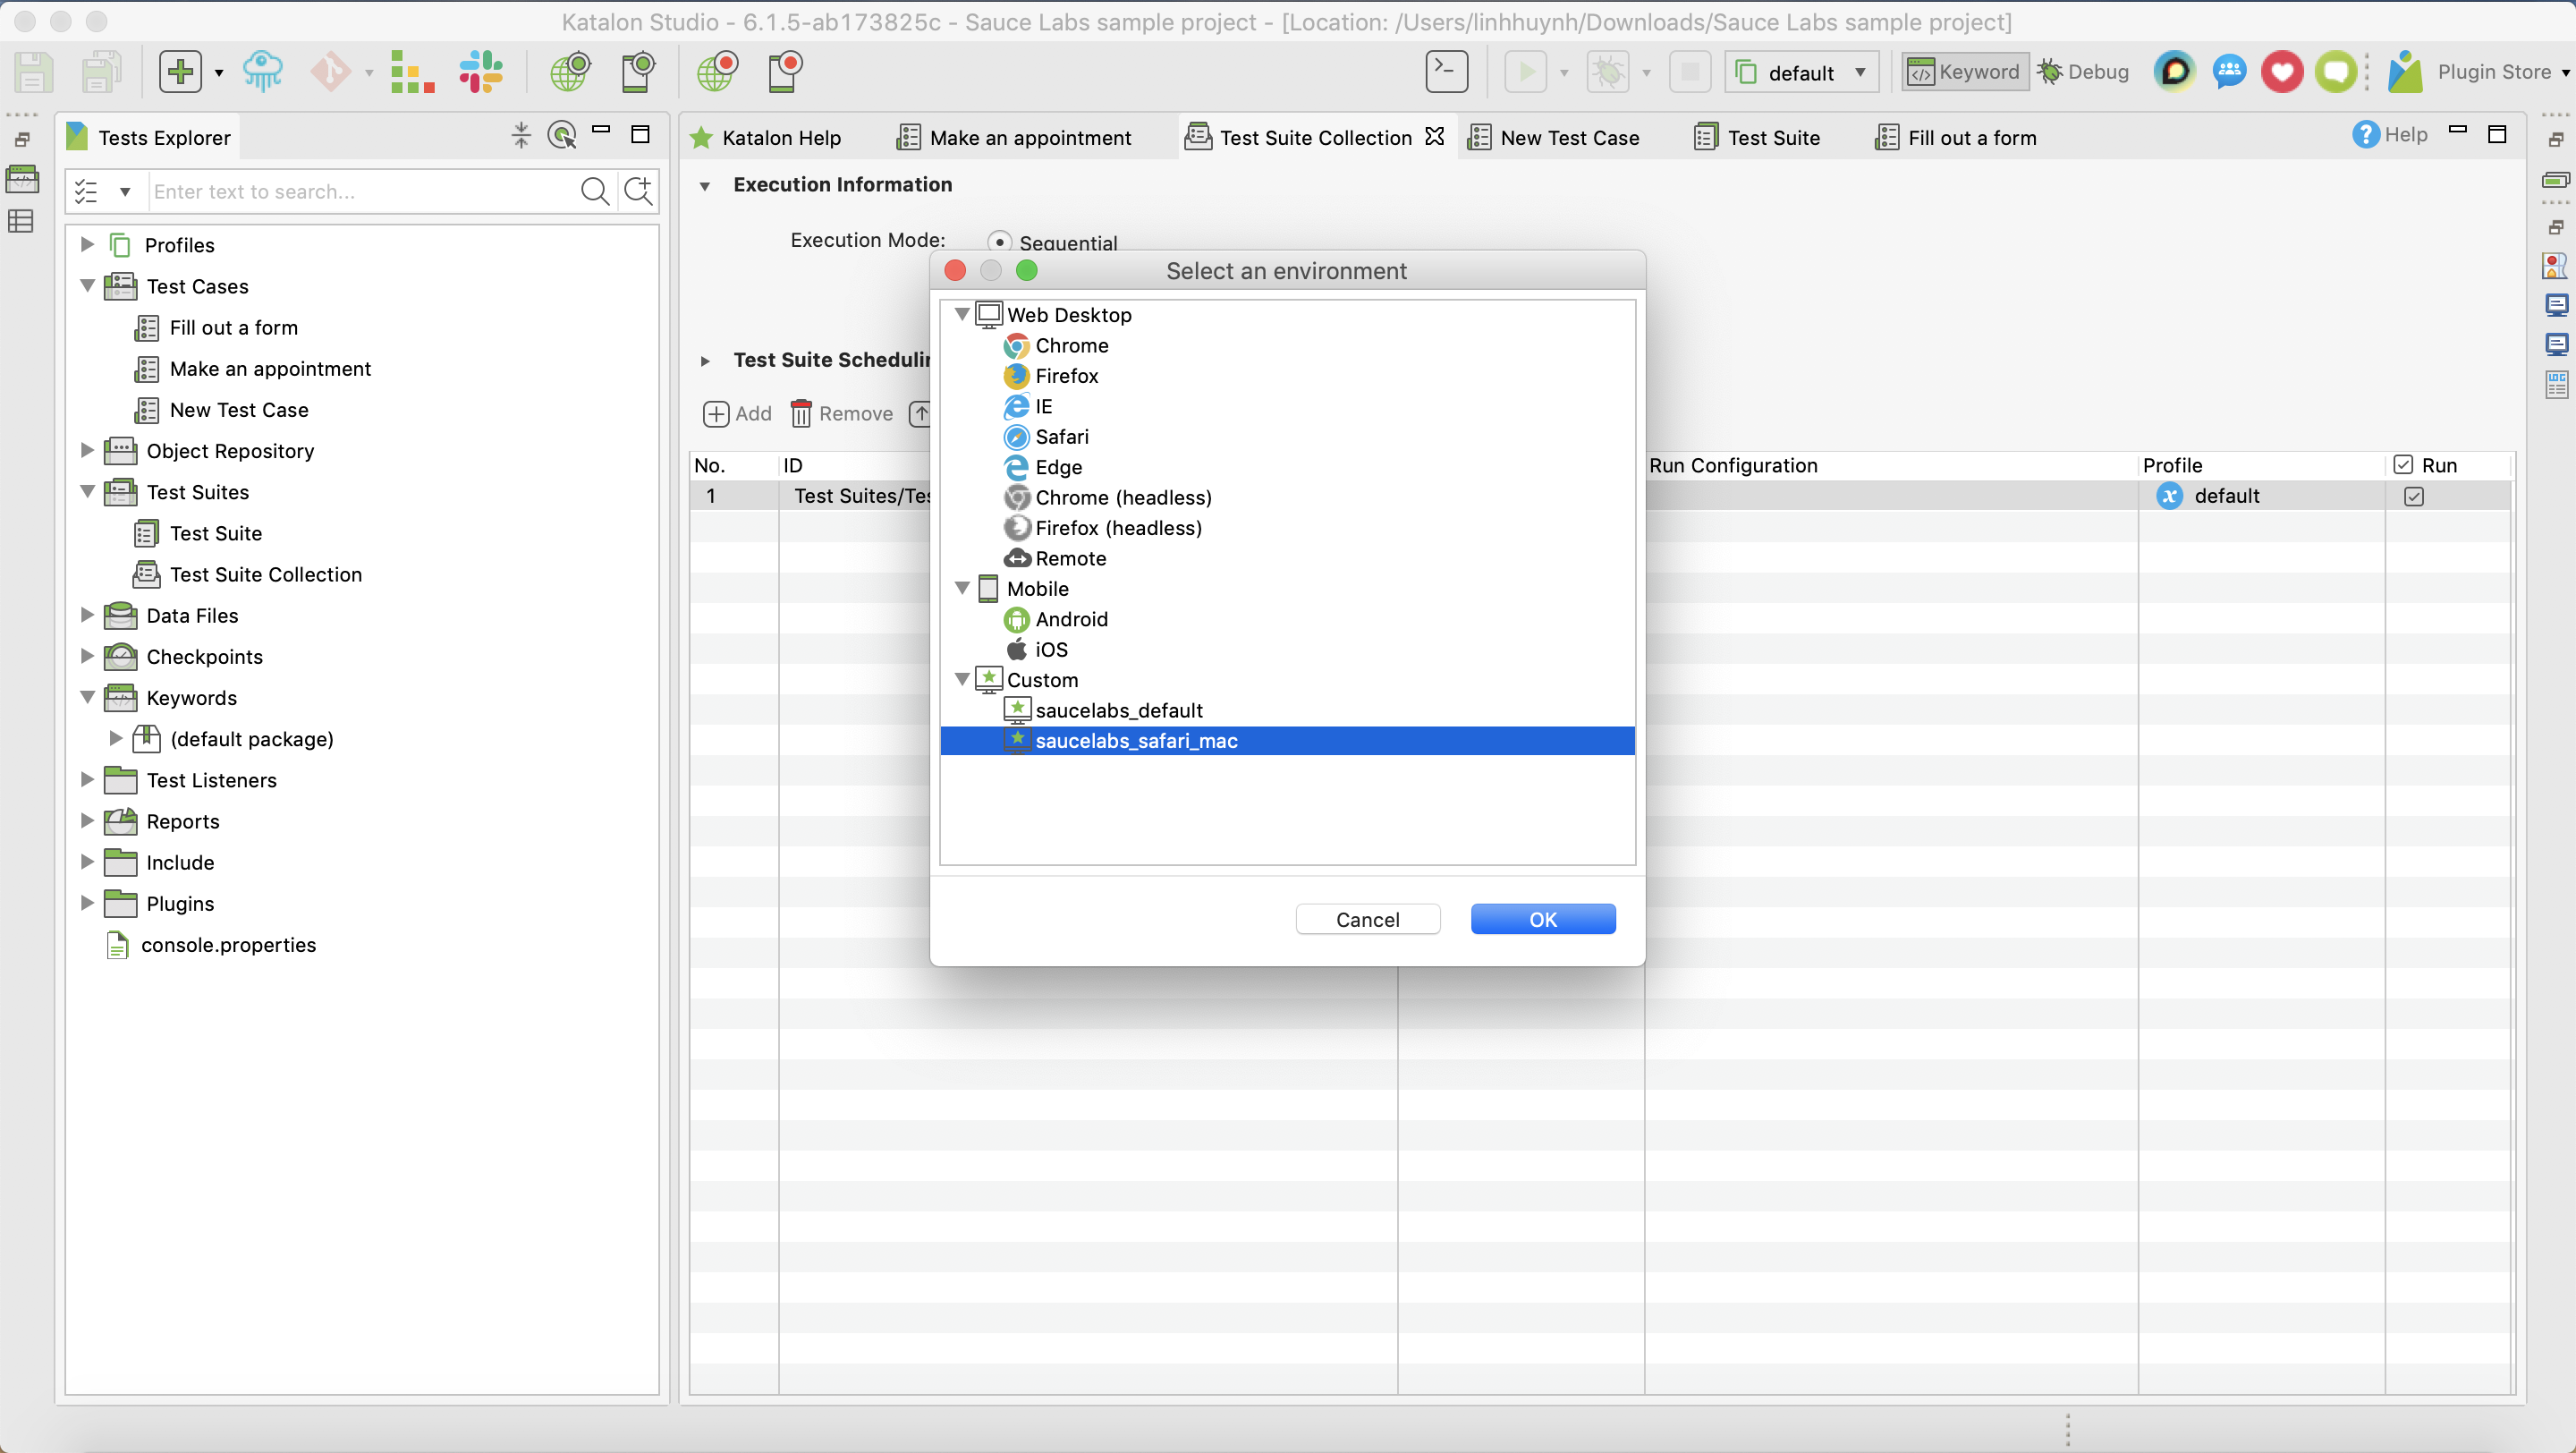 Katalon Studio - 6.1.5-ab173825c - Sauce Labs sample project - [Location: /Users/linhhuynh/Downloads/Sauce Labs sample project]
default
Keyword
Debug
Plugin Store
Tests Explorer
Enter text to search...
Profiles
Test Cases
Fill out a form
Make an appointment
New Test Case
Object Repository
Test Suites
Test Suite
Test Suite Collection
Data Files
Checkpoints
Keywords
(default package)
Test Listeners
Reports
Include
Plugins
console.properties
Katalon Help
Make an appointment
Test Suite Collection
New Test Case
Test Suite
Fill out a form
Help
Execution Information
Execution Mode:
Sequential
Test Suite Schedulin
Add
Remove
No.
ID
Run Configuration
Profile
Run
1
Test Suites/Tes
default
Select an environment
Web Desktop
Chrome
Firefox
IE
Safari
Edge
Chrome (headless)
Firefox (headless)
Remote
Mobile
Android
iOS
Custom
saucelabs_default
saucelabs_safari_mac
Cancel
OK
LOG